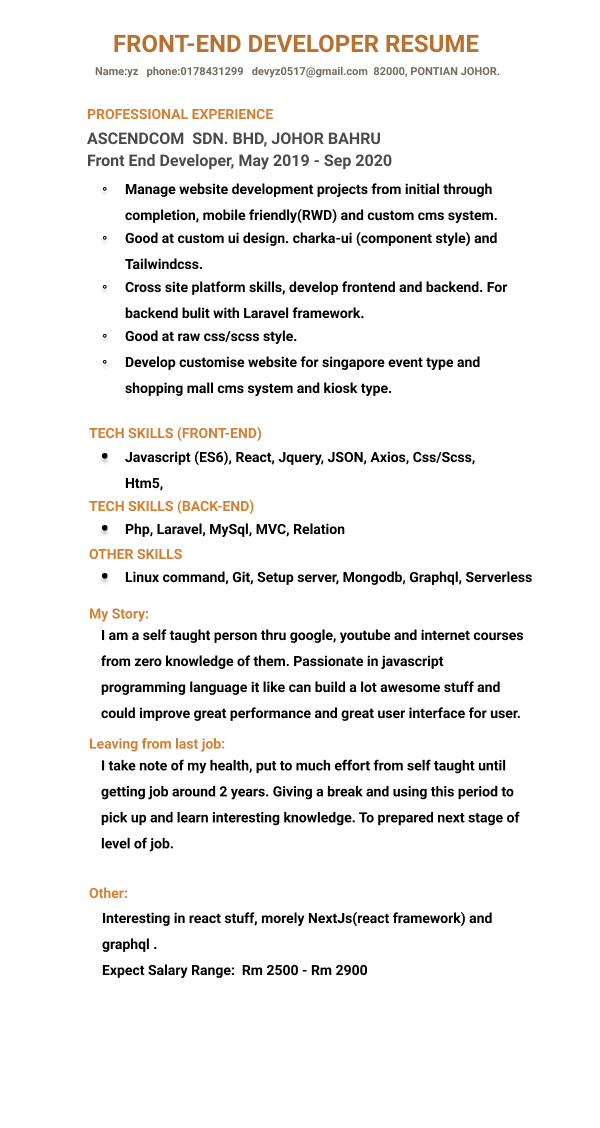 FRONT-END DEVELOPER RESUME
Name:yz phone:0178431299 devyz0517@gmail.com 82000, PONTIAN JOHOR.
PROFESSIONAL EXPERIENCE
ASCENDCOM SDN. BHD, JOHOR BAHRU
Front End Developer, May 2019 - Sep 2020
Manage website development projects from initial through
completion, mobile friendly(RWD) and custom cms system.
Good at custom ui design. charka-ui (component style) and
Tailwindcss.
Cross site platform skills, develop frontend and backend. For
backend bulit with Laravel framework.
Good at raw css/scss style.
Develop customise website for singapore event type and
shopping mall cms system and kiosk type.
TECH SKILLS (FRONT-END)
Javascript (ES6), React, Jquery, JSON, Axios, Css/Scss,
Htm5,
TECH SKILLS (BACK-END)
Php, Laravel, MySql, MVC, Relation
OTHER SKILLS
Linux command, Git, Setup server, Mongodb, Graphql, Serverless
My Story:
I am a self taught person thru google, youtube and internet courses
from zero knowledge of them. Passionate in javascript
programming language it like can build a lot awesome stuff and
could improve great performance and great user interface for user.
Leaving from last job:
I take note of my health, put to much effort from self taught until
getting job around 2 years. Giving a break and using this period to
pick up and learn interesting knowledge. To prepared next stage of
level of job.
Other:
Interesting in react stuff, morely NextJs(react framework) and
graphql .
Expect Salary Range: Rm 2500 - Rm 2900